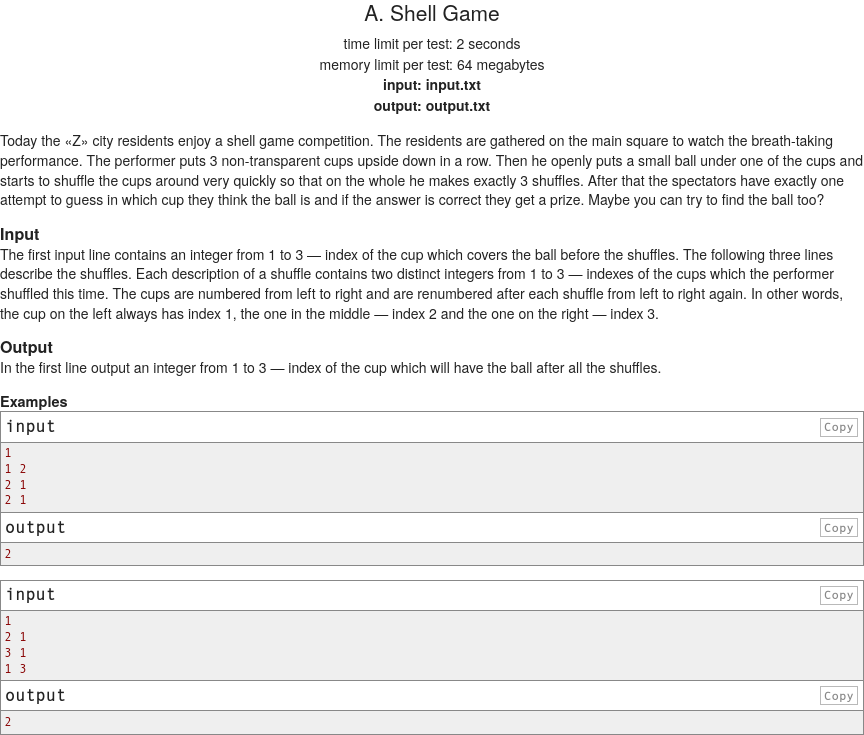 A. Shell Game
time limit per test: 2 seconds
memory limit per test: 64 megabytes
input: input.txt
output: output.txt
Today the «Z» city residents enjoy a shell game competition. The residents are gathered on the main square to watch the breath-taking
performance. The performer puts 3 non-transparent cups upside down in a row. Then he openly puts a small ball under one of the cups and
starts to shuffle the cups around very quickly so that on the whole he makes exactly 3 shuffles. After that the spectators have exactly one
attempt to guess in which cup they think the ball is and if the answer is correct they get a prize. Maybe you can try to find the ball too?
Input
The first input line contains an integer from 1 to 3 — index of the cup which covers the ball before the shuffles. The following three lines
describe the shuffles. Each description of a shuffle contains two distinct integers from 1 to 3 — indexes of the cups which the performer
shuffled this time. The cups are numbered from left to right and are renumbered after each shuffle from left to right again. In other words,
the cup on the left always has index 1, the one in the middle — index 2 and the one on the right — index 3.
Output
In the first line output an integer from 1 to 3 — index of the cup which will have the ball after all the shuffles.
Examples
input Copy
1
1 2
2 1
2 1
output Copy
2
input Copy
1
2 1
3 1
1 3
output Copy
2